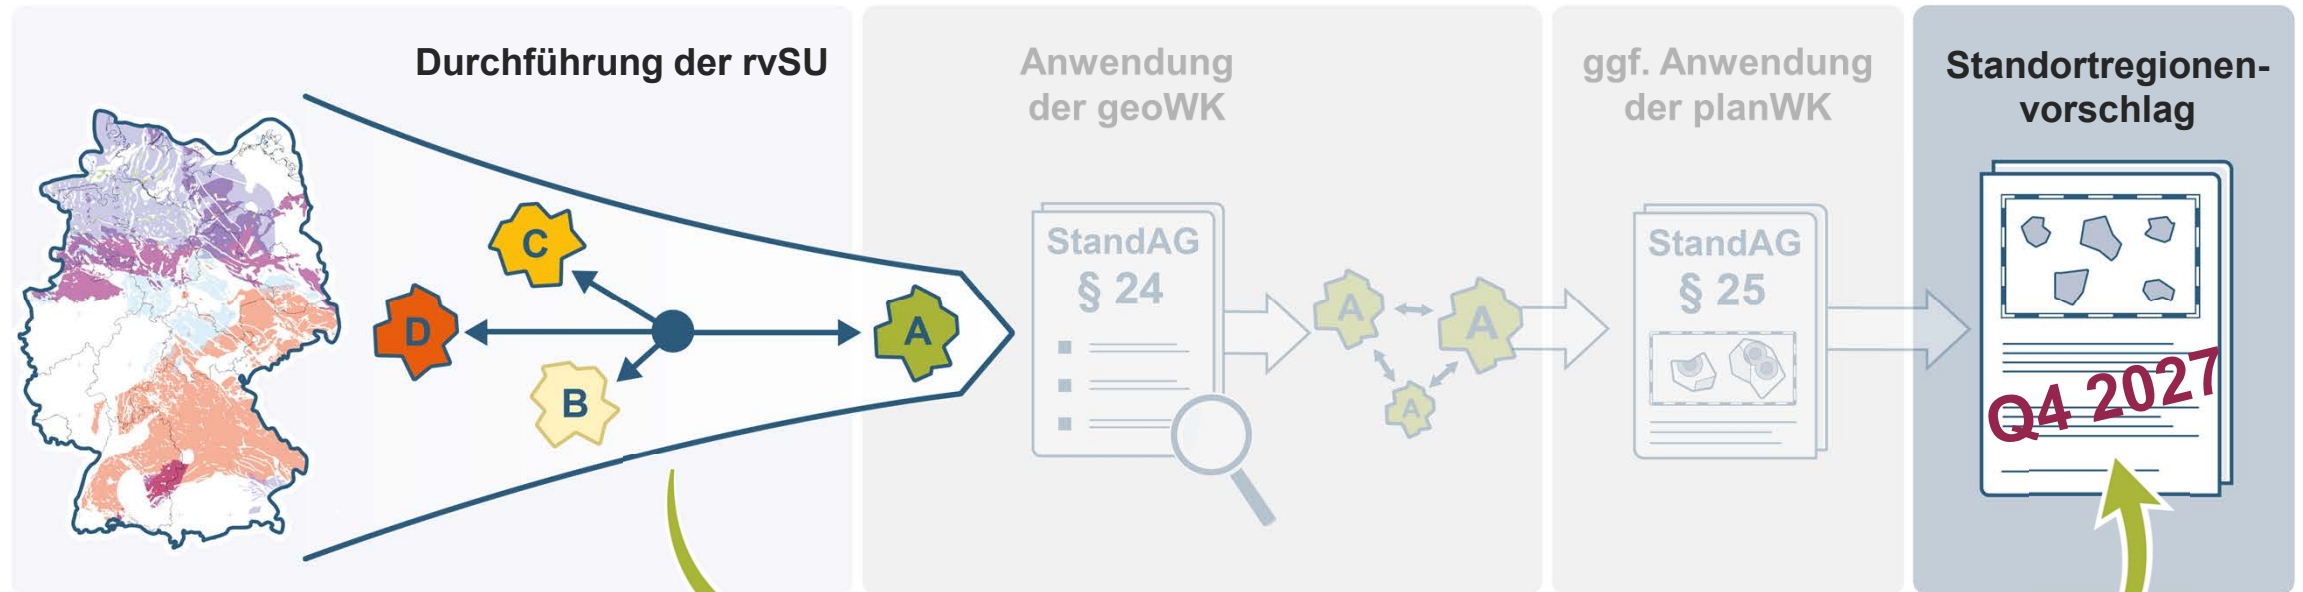 Durchführung der rvSU
C
D
B
A
Anwendung
der geoWK
StandAG
§ 24
A
A
A
ggf. Anwendung
der planWK
StandAG
§ 25
Standortregionen-
vorschlag
Q4 2027